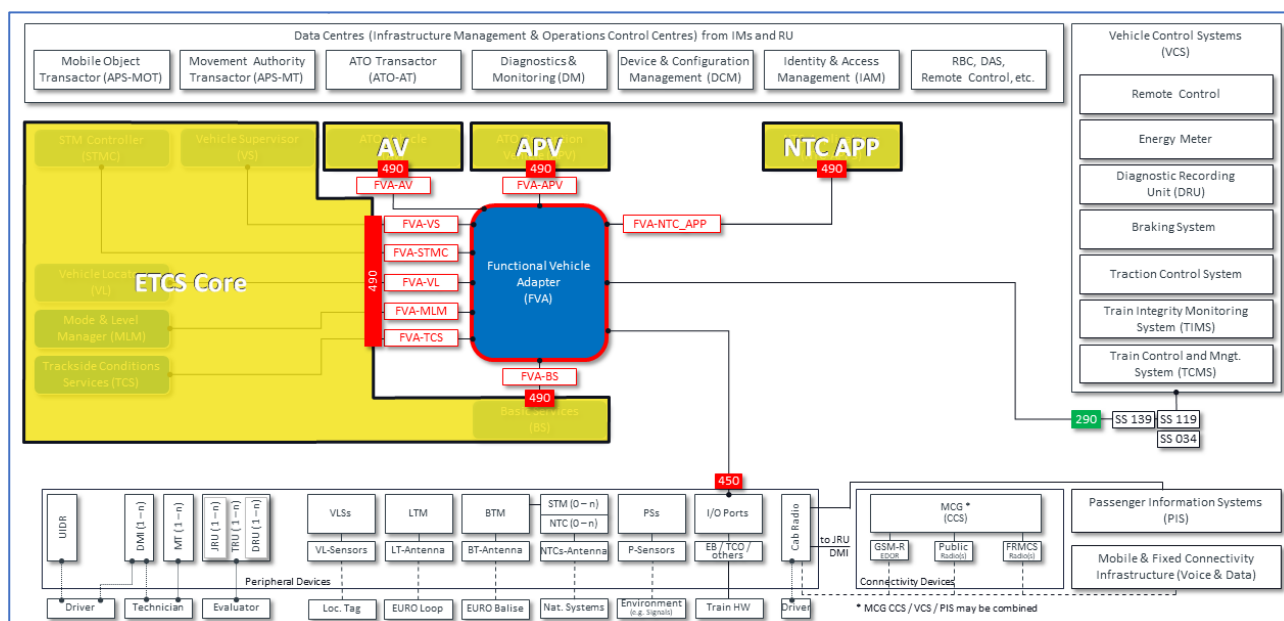 Data Centres (Infrastructure Management & Operations Control Centres) from IMs and RU
Mobile Object
Transactor (APS-MOT)
Movement Authority
Transactor (APS-MT)
ATO Transactor
(ATO-AT)
Diagnostics &
Monitoring (DM)
Device & Configuration
Management (DCM)
Identity & Access
Management (IAM)
RBC, DAS,
Remote Control, etc.
Vehicle Control Systems
(VCS)
Remote Control
Energy Meter
Diagnostic Recording
Unit (DRU)
Braking System
Traction Control System
Train Integrity Monitoring
System (TIMS)
Train Control and Mngt.
System (TCMS)
STM Controller
(STMC)
Vehicle Supervisor
(VS)
AV
APV
NTC APP
490
490
490
FVA-AV
FVA-APV
FVA-VS
FVA-NTC_APP
FVA-STMC
Vehicle Locator
(VL)
ETCS Core
490
FVA-VL
Functional Vehicle
Adapter
(FVA)
Mode & Level
Manager (MLM)
FVA-MLM
Trackside Conditions
Services (TCS)
FVA-TCS
FVA-BS
490
Basic Services
(BS)
290
SS 139
SS 119
SS 034
450
UIDR
DMI (1–n)
MT (1–n)
JRU (1–n)
TRU (1–n)
DRU (1–n)
VLSs
LTM
BTM
STM (0–n)
NTC (0–n)
PSs
I/O Ports
Cab Radio
VL-Sensors
LT-Antenna
BT-Antenna
NTCs-Antenna
P-Sensors
EB / TCO /
others
to JRU
DMI
MCG *
(CCS)
GSM-R
EDOR
Public
Radio(s)
FRMCS
Radio(s)
Passenger Information Systems
(PIS)
Mobile & Fixed Connectivity
Infrastructure (Voice & Data)
Peripheral Devices
Connectivity Devices
Driver
Technician
Evaluator
Loc. Tag
EURO Loop
EURO Balise
Nat. Systems
Environment
(e.g. Signals)
Train HW
Driver
* MCG CCS / VCS / PIS may be combined